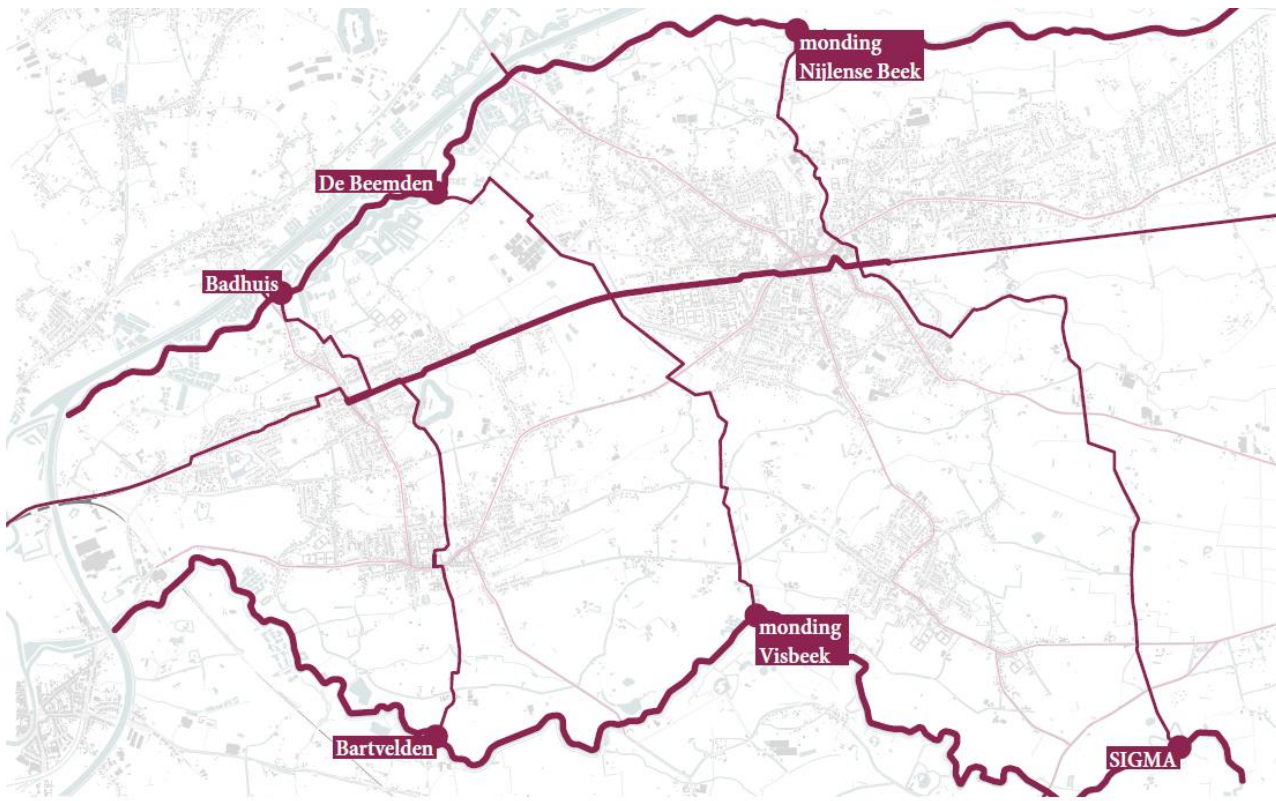 monding
Nijlense Beek
De Beemden
Badhuis
monding
Visbeek
Bartvelden
SIGMA